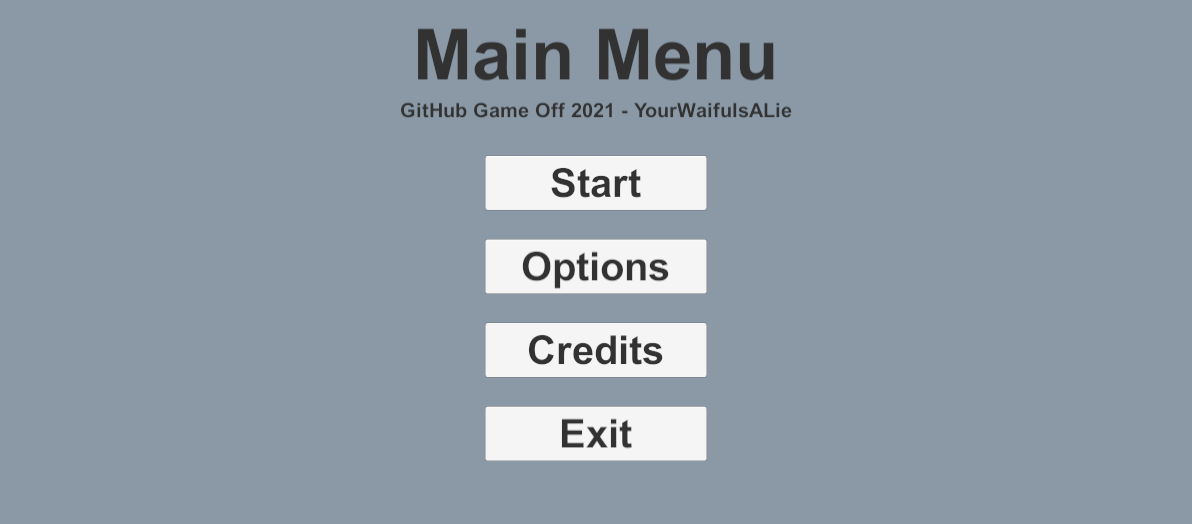 Main Menu
GitHub Game Off 2021 - YourWaifuIsALie
Start
Options
Credits
Exit